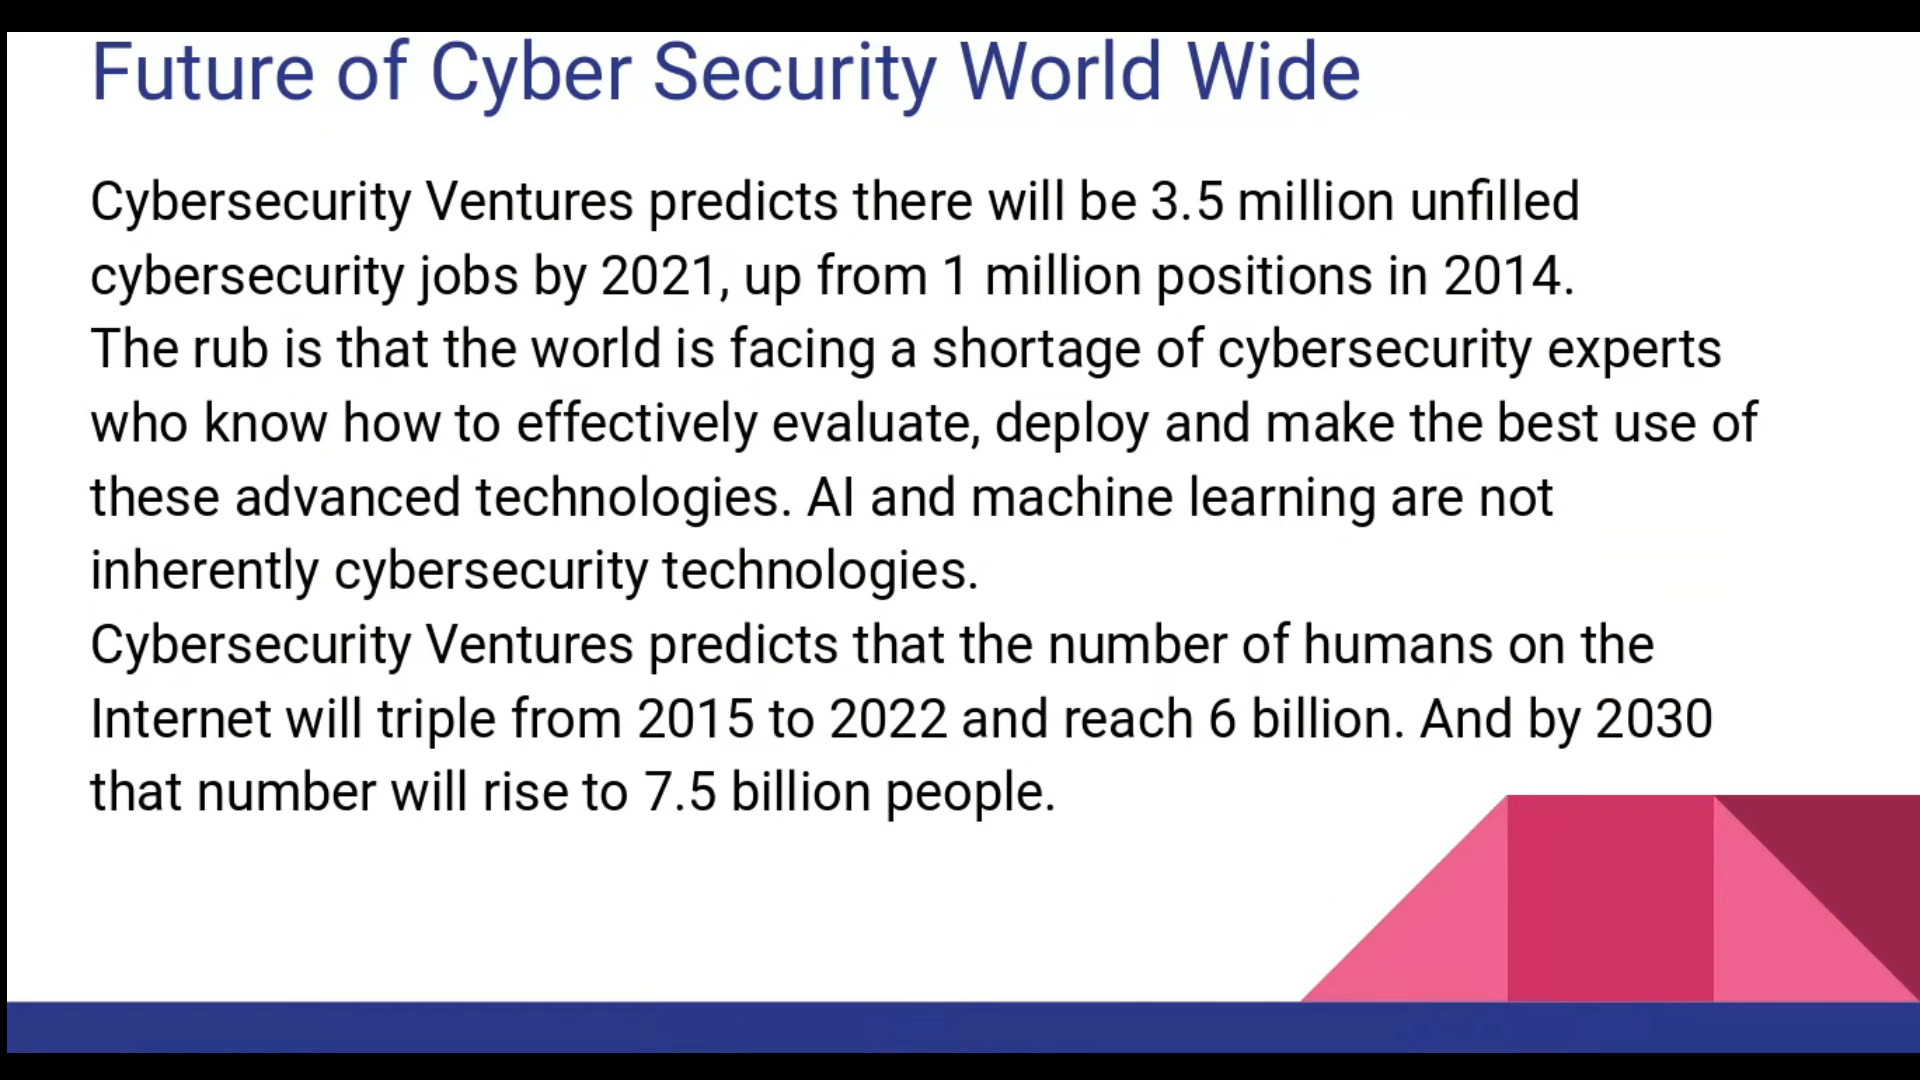 Future of Cyber Security World Wide
Cybersecurity Ventures predicts there will be 3.5 million unfilled
cybersecurity jobs by 2021, up from 1 million positions in 2014.
The rub is that the world is facing a shortage of cybersecurity experts
who know how to effectively evaluate, deploy and make the best use of
these advanced technologies. AI and machine learning are not
inherently cybersecurity technologies.
Cybersecurity Ventures predicts that the number of humans on the
Internet will triple from 2015 to 2022 and reach 6 billion. And by 2030
that number will rise to 7.5 billion people.